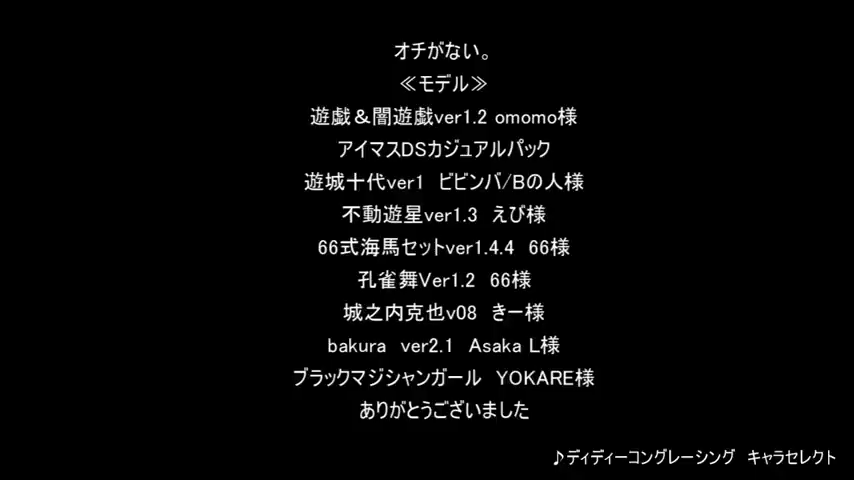 オチがない。
≪モデル≫
遊戯＆闇遊戯ver1.2 omomo様
アイマスDSカジュアルパック
遊城十代ver1　ビビンバ/Bの人様
不動遊星ver1.3　えび様
66式海馬セットver1.4.4　66様
孔雀舞Ver1.2　66様
城之内克也v08　きー様
bakura　ver2.1　Asaka L様
ブラックマジシャンガール　YOKARE様
ありがとうございました
♪ディディーコングレーシング　キャラセレクト